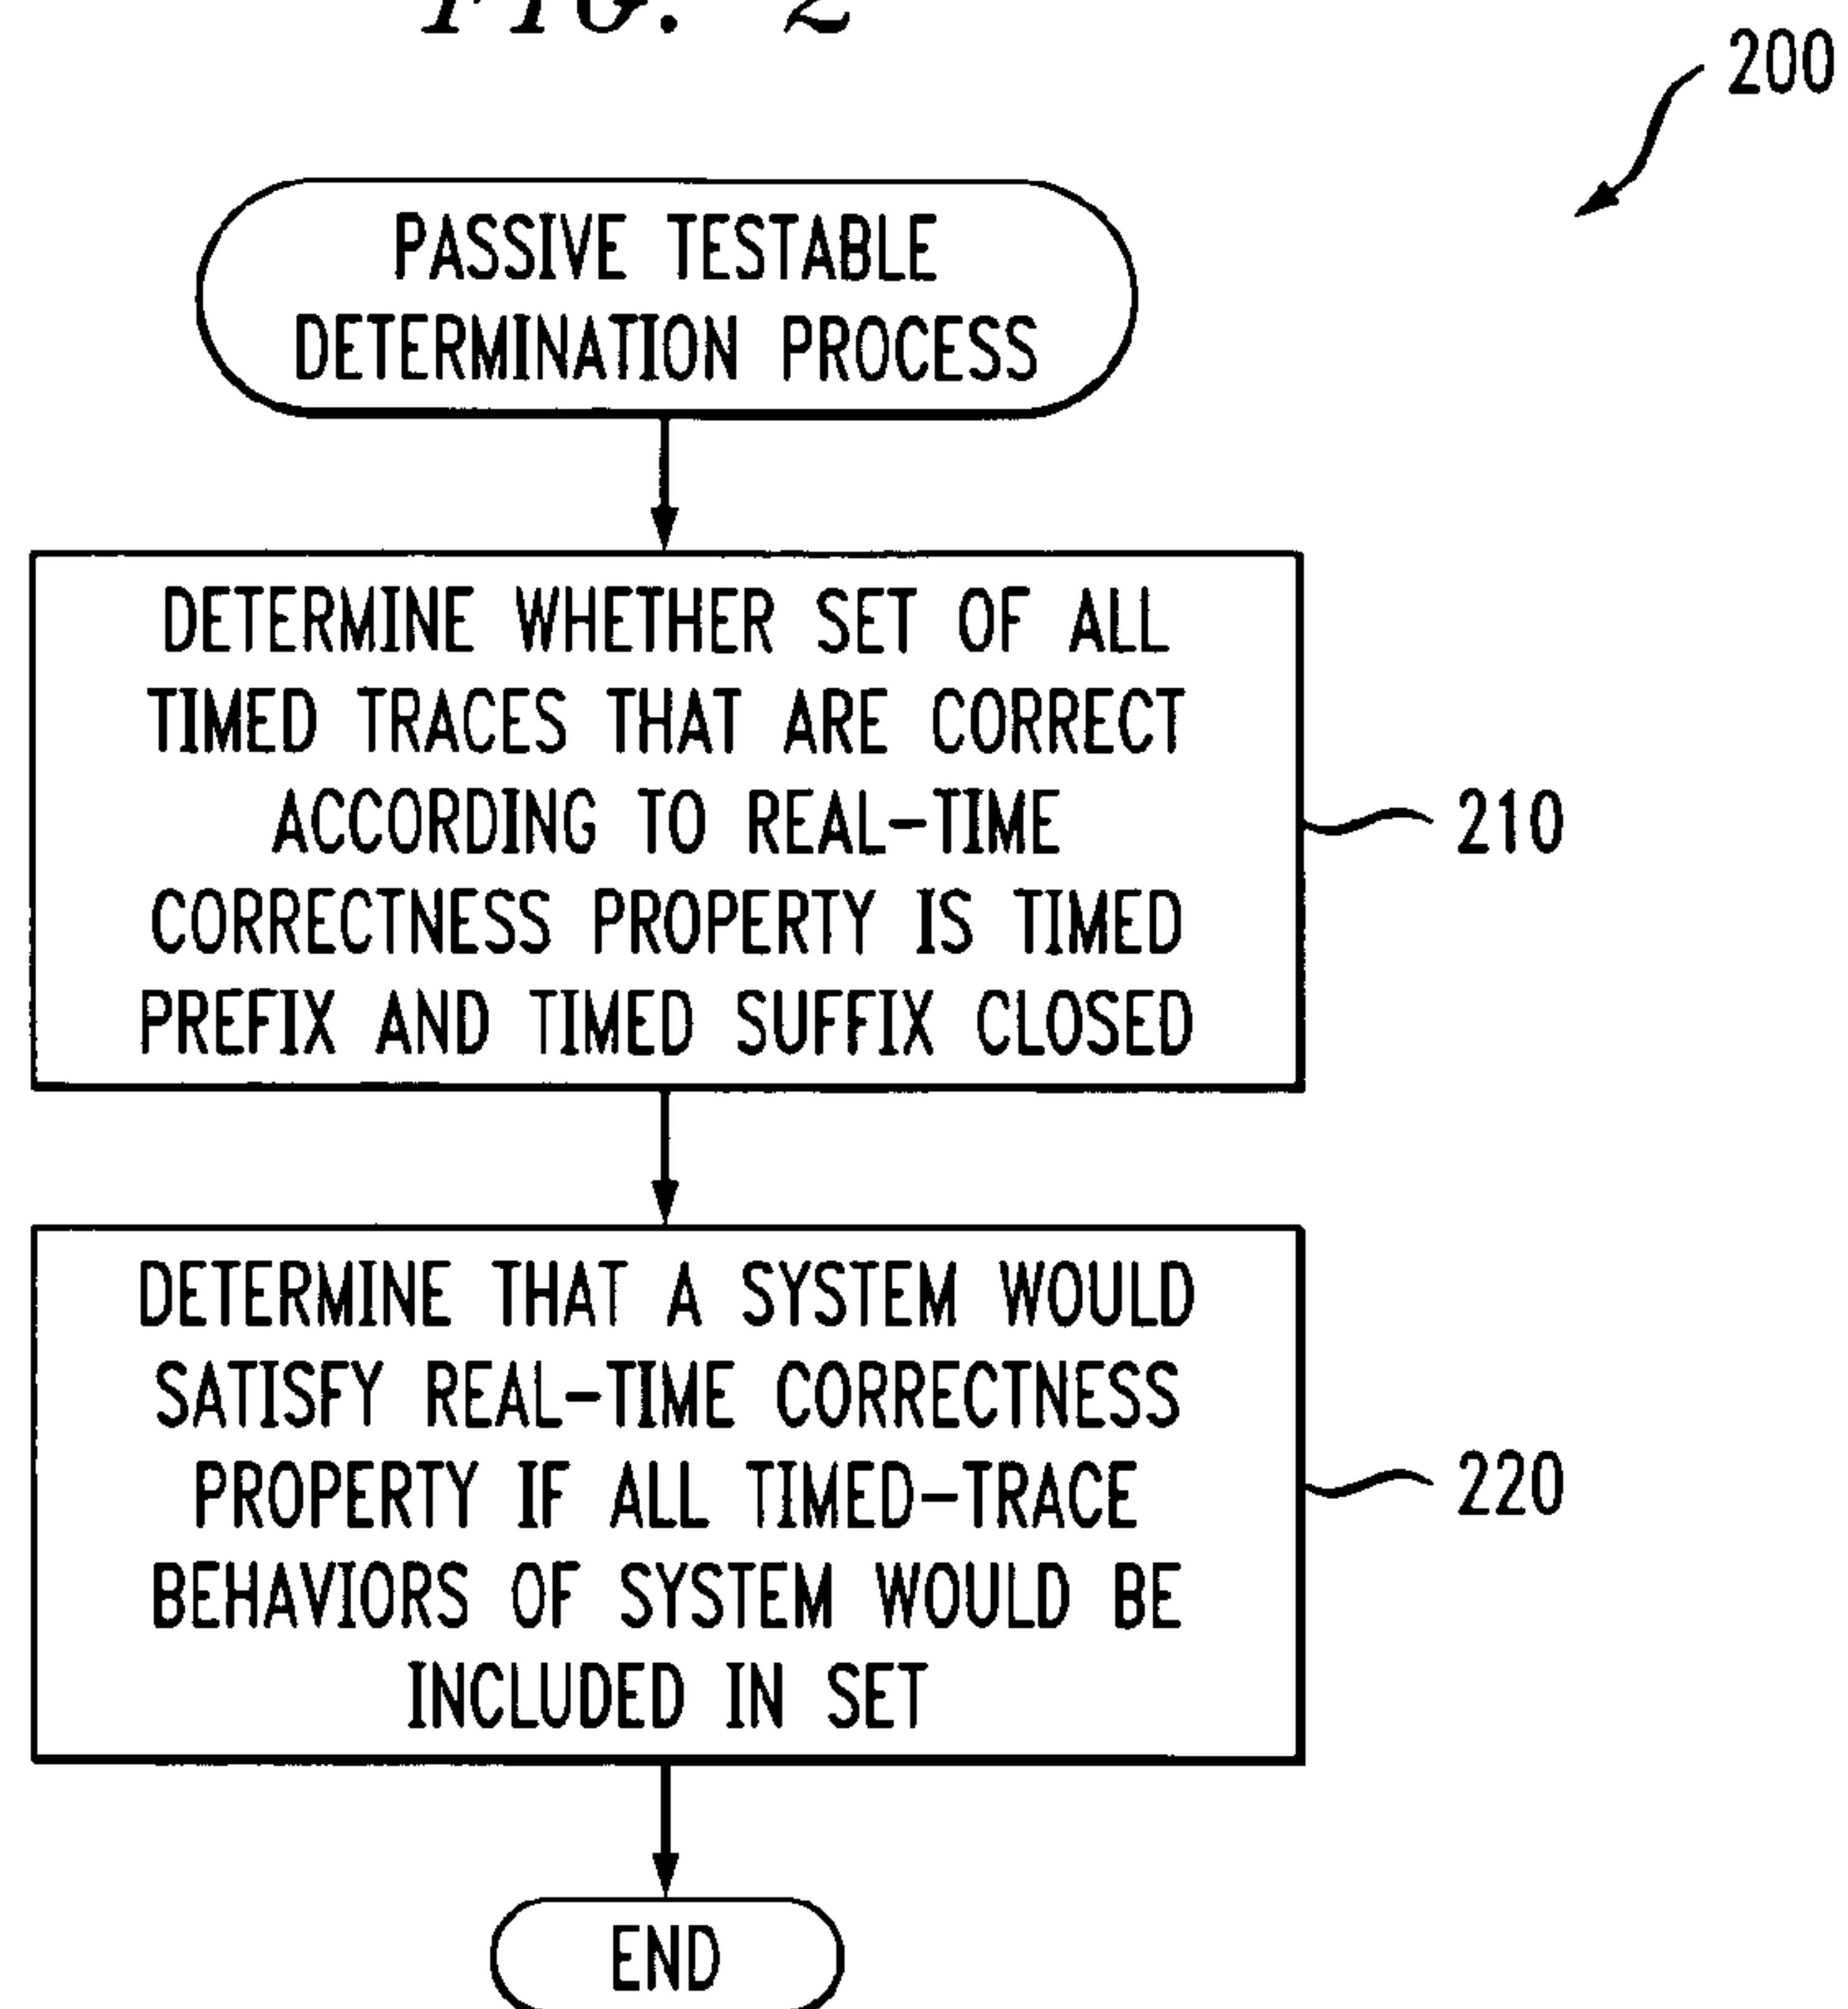 FIG. 2
200
PASSIVE TESTABLE
DETERMINATION PROCESS
DETERMINE WHETHER SET OF ALL
TIMED TRACES THAT ARE CORRECT
ACCORDING TO REAL-TIME
CORRECTNESS PROPERTY IS TIMED
PREFIX AND TIMED SUFFIX CLOSED
210
DETERMINE THAT A SYSTEM WOULD
SATISFY REAL-TIME CORRECTNESS
PROPERTY IF ALL TIMED-TRACE
BEHAVIORS OF SYSTEM WOULD BE
INCLUDED IN SET
220
END